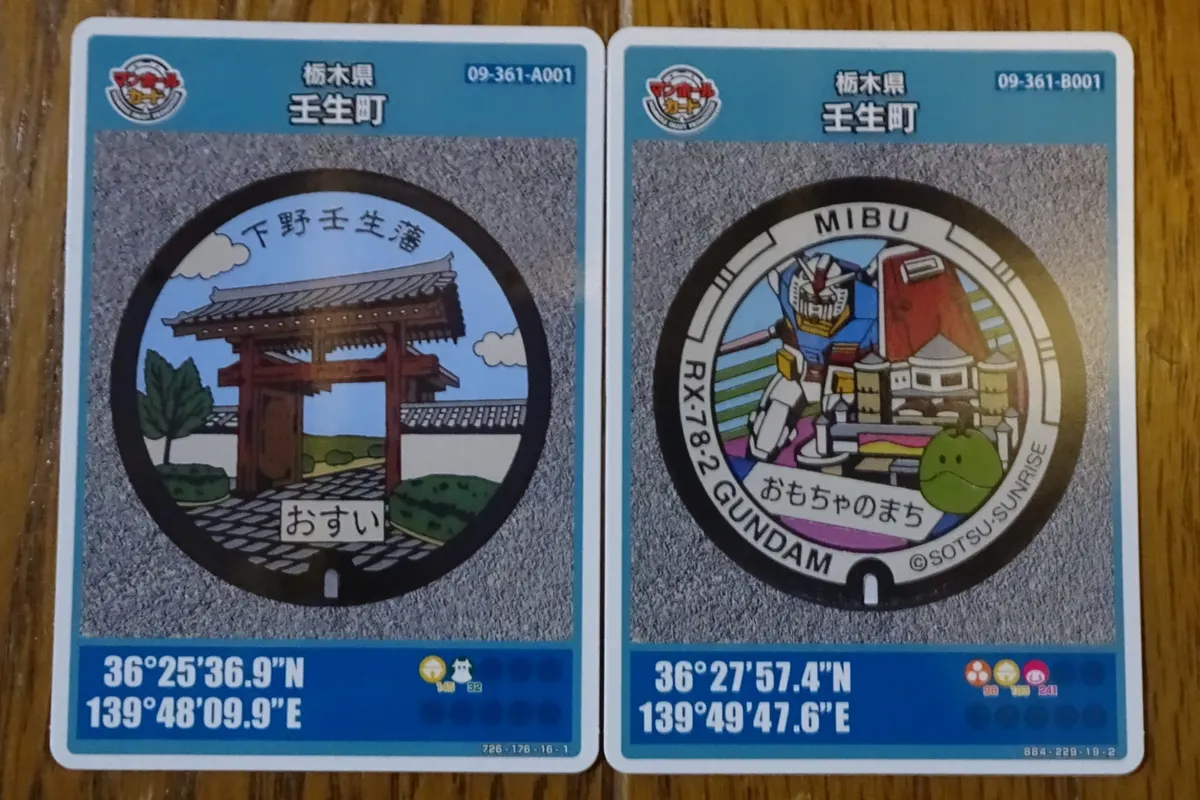 マンホール
カード
栃木県
壬生町
09-361-A001
下野壬生藩
おすい
36°25'36.9"N
139°48'09.9"E
145
32
726-176-16-1
マンホール
カード
栃木県
壬生町
09-361-B001
MIBU
RX-78-2 GUNDAM
おもちゃのまち
©SOTSU・SUNRISE
36°27'57.4"N
139°49'47.6"E
98
241
884-229-19-2